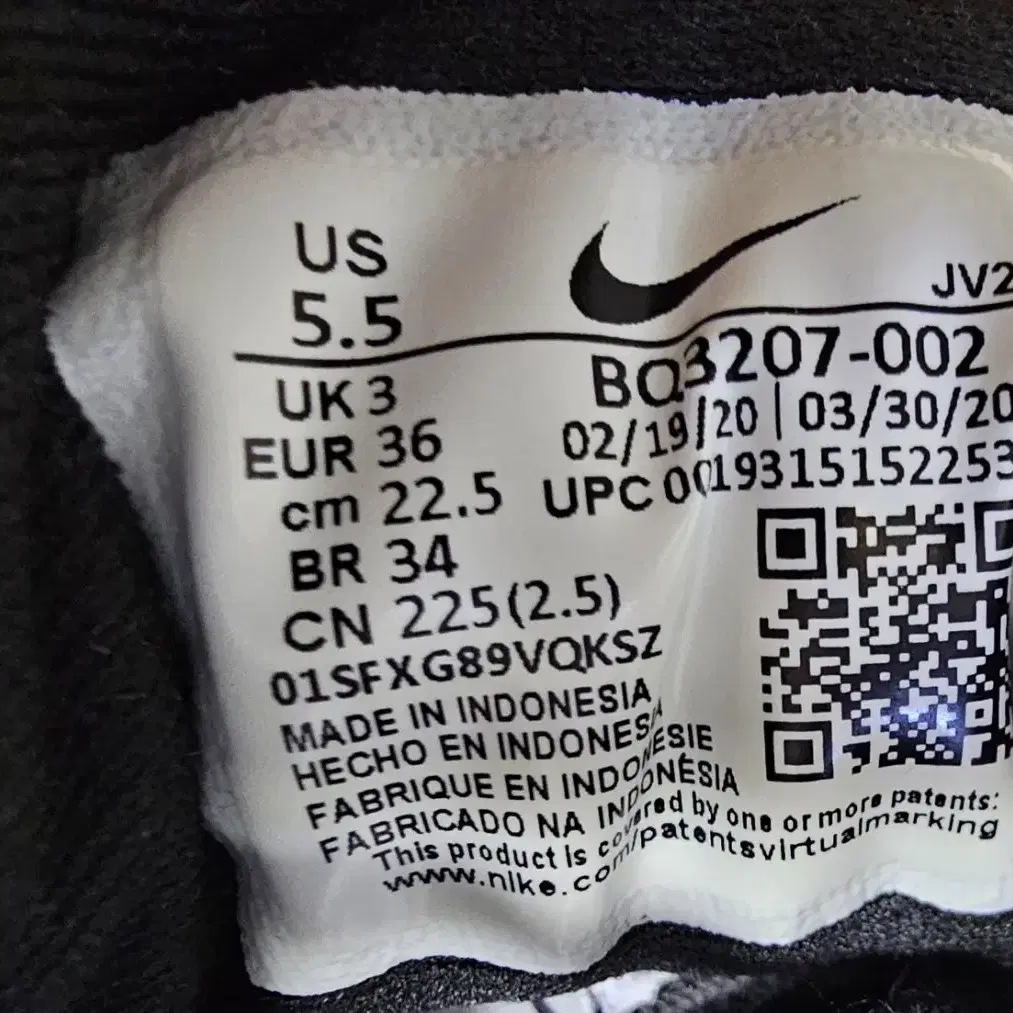 US
5.5
JV2
UK 3
EUR 36
cm 22.5
BR 34
CN 225(2.5)
BQ3207-002
02/19/20 | 03/30/20
UPC 0019315152253
01SFXG89VQKSZ
MADE IN INDONESIA
HECHO EN INDONESIA
FABRIQUE EN INDONÉSIE
FABRICADO NA INDONÉSIA
This product is covered by one or more patents:
www.nike.com/patentsvirtualmarking